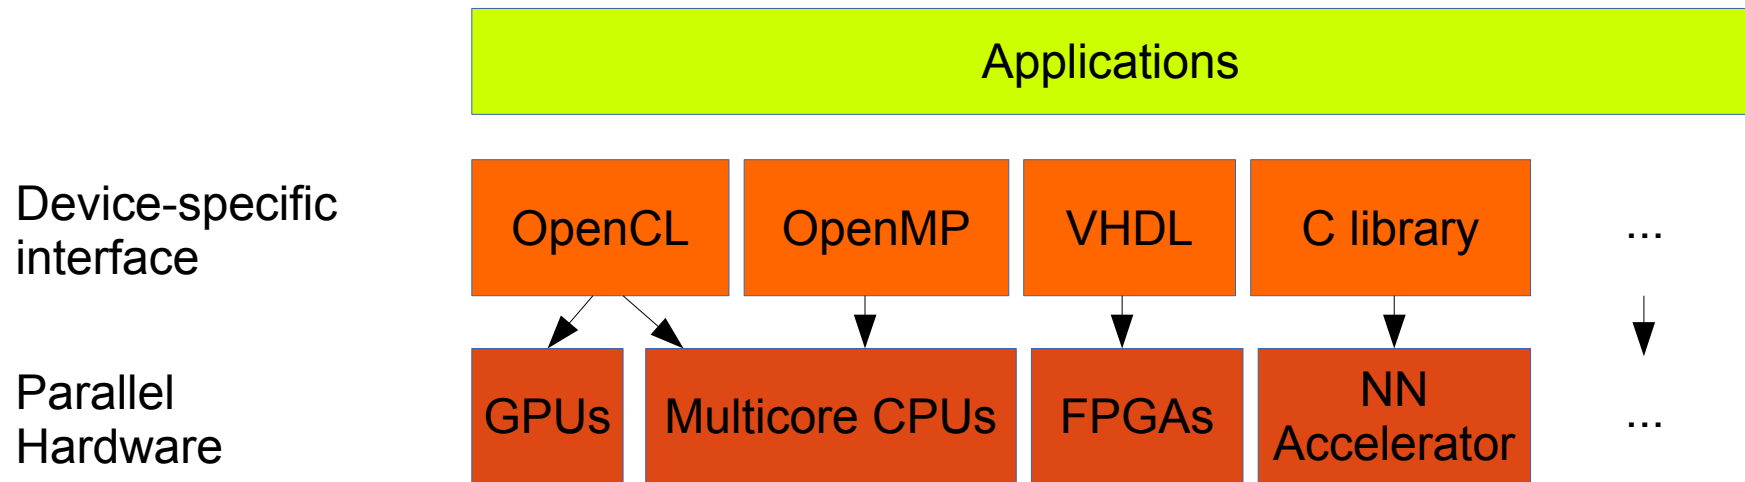 Applications
Device-specific
interface
OpenCL
OpenMP
VHDL
C library
...
Parallel
Hardware
GPUs
Multicore CPUs
FPGAs
NN
Accelerator
...